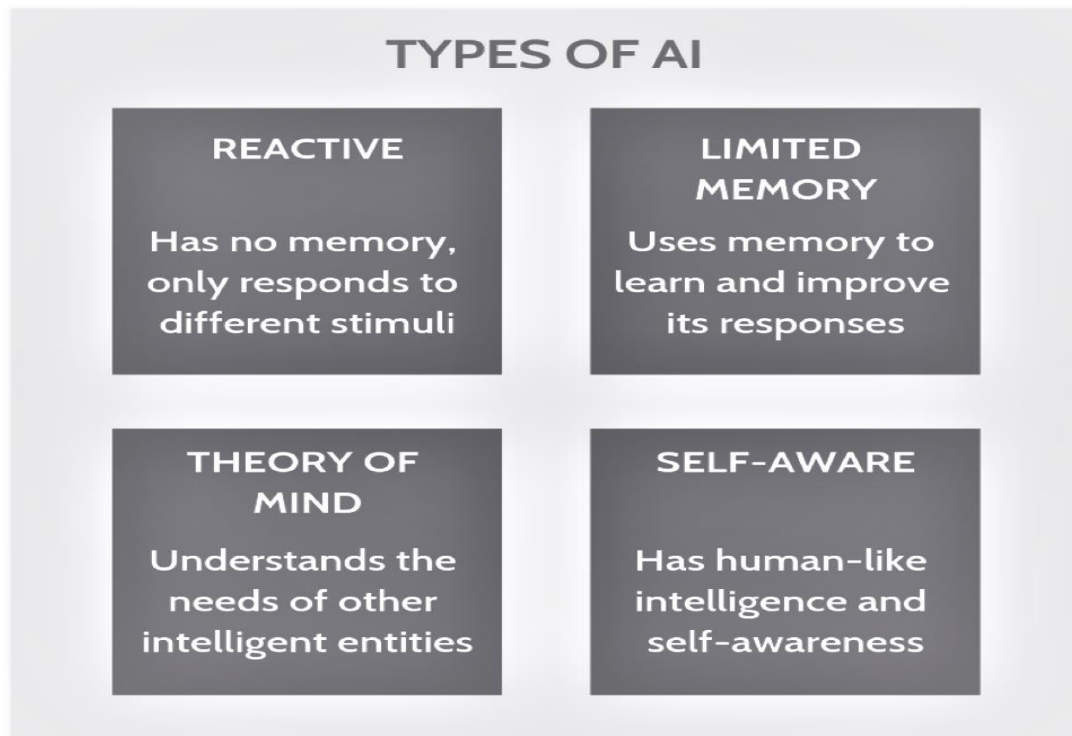 TYPES OF AI
REACTIVE
Has no memory,
only responds to
different stimuli
LIMITED
MEMORY
Uses memory to
learn and improve
its responses
THEORY OF
MIND
Understands the
needs of other
intelligent entities
SELF-AWARE
Has human-like
intelligence and
self-awareness